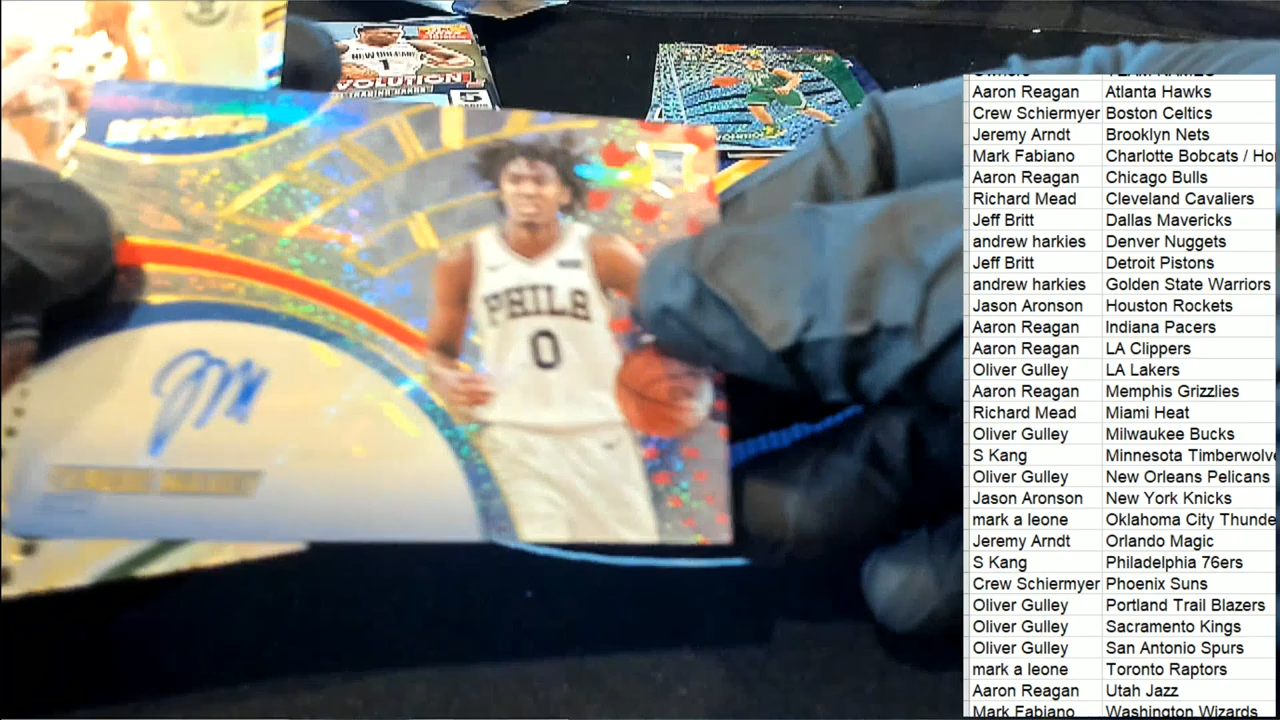 NEW ORLEANS
1
VOLUTION
5
PHILA
0
Aaron Reagan Atlanta Hawks
Crew Schiermyer Boston Celtics
Jeremy Arndt Brooklyn Nets
Mark Fabiano Charlotte Bobcats / Ho
Aaron Reagan Chicago Bulls
Richard Mead Cleveland Cavaliers
Jeff Britt Dallas Mavericks
andrew harkies Denver Nuggets
Jeff Britt Detroit Pistons
andrew harkies Golden State Warriors
Jason Aronson Houston Rockets
Aaron Reagan Indiana Pacers
Aaron Reagan LA Clippers
Oliver Gulley LA Lakers
Aaron Reagan Memphis Grizzlies
Richard Mead Miami Heat
Oliver Gulley Milwaukee Bucks
S Kang Minnesota Timberwolve
Oliver Gulley New Orleans Pelicans
Jason Aronson New York Knicks
mark a leone Oklahoma City Thunde
Jeremy Arndt Orlando Magic
S Kang Philadelphia 76ers
Crew Schiermyer Phoenix Suns
Oliver Gulley Portland Trail Blazers
Oliver Gulley Sacramento Kings
Oliver Gulley San Antonio Spurs
mark a leone Toronto Raptors
Aaron Reagan Utah Jazz
Mark Fabiano Washington Wizards